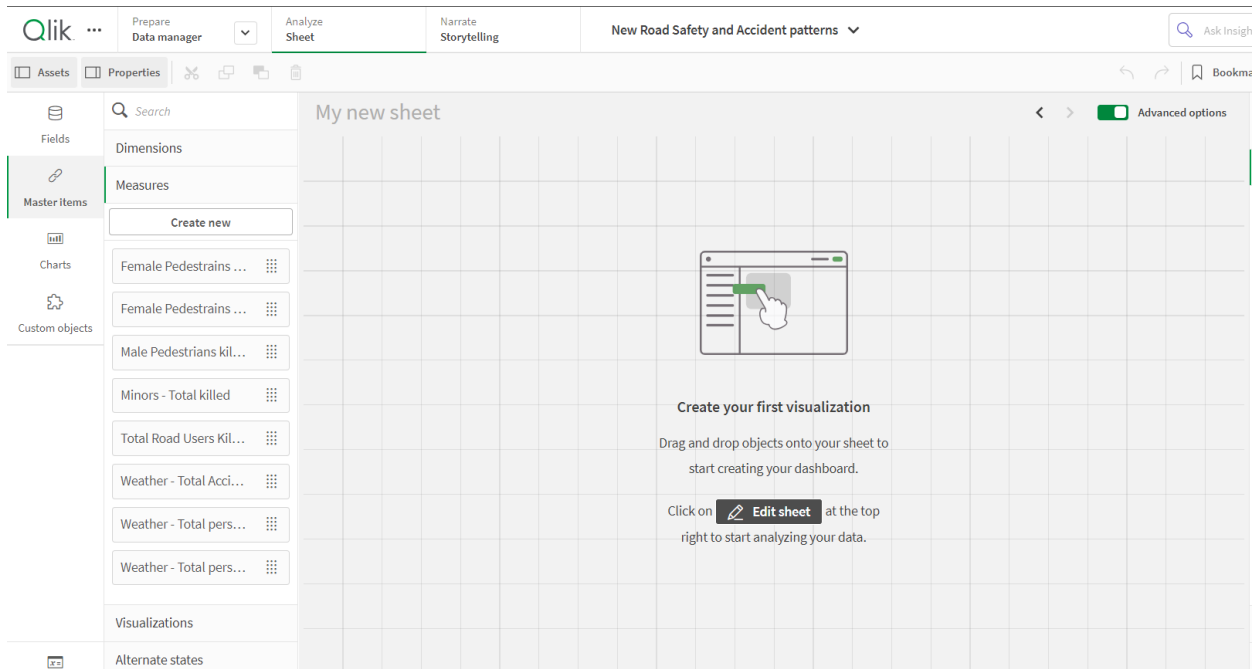 Qlik
Prepare
Data manager
Analyze
Sheet
Narrate
Storytelling
New Road Safety and Accident patterns
Ask Insigh
Assets
Properties
Bookma
Fields
Master items
Charts
Custom objects
Search
Dimensions
Measures
Create new
Female Pedestrains ...
Female Pedestrains ...
Male Pedestrians kil...
Minors - Total killed
Total Road Users Kil...
Weather - Total Acci...
Weather - Total pers...
Weather - Total pers...
Visualizations
Alternate states
My new sheet
Advanced options
Create your first visualization
Drag and drop objects onto your sheet to
start creating your dashboard.
Click on Edit sheet at the top
right to start analyzing your data.